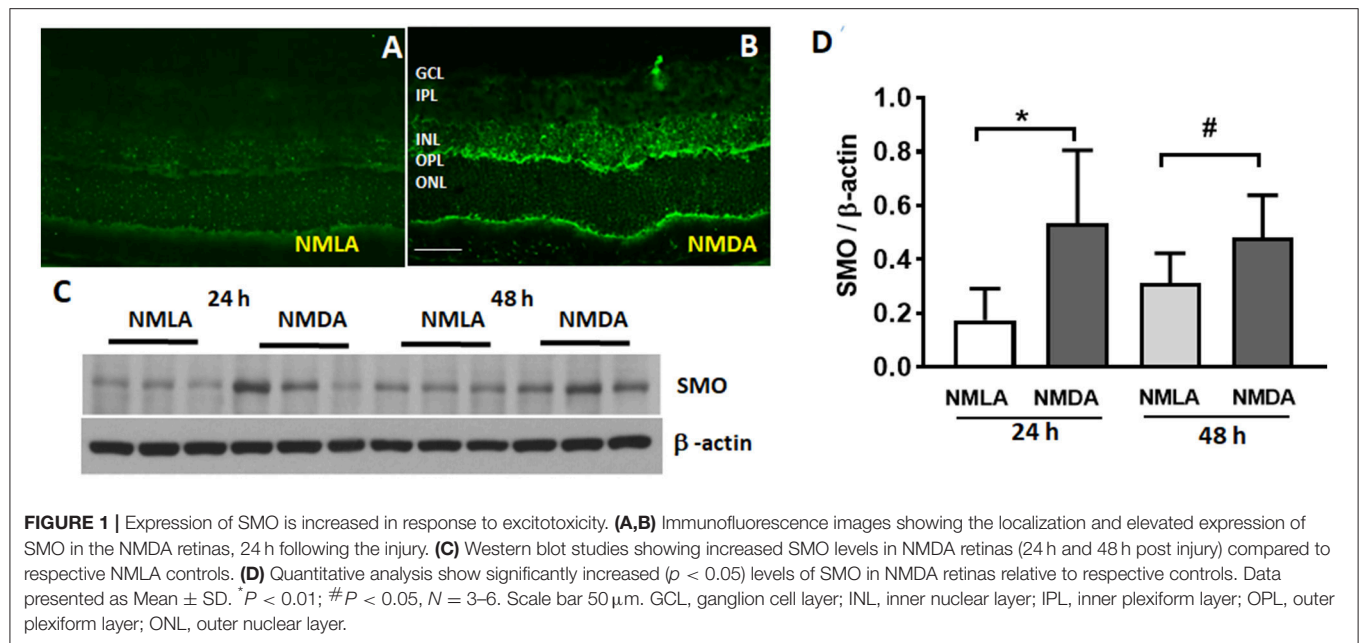 A
B
GCL
IPL
INL
OPL
ONL
NMLA
NMDA
C
24 h
48 h
NMLA
NMDA
NMLA
NMDA
SMO
β -actin
D
SMO / β-actin
1.0
0.8
0.6
0.4
0.2
0.0
*
#
NMLA
NMDA
NMLA
NMDA
24 h
48 h
FIGURE 1 | Expression of SMO is increased in response to excitotoxicity. (A,B) Immunofluorescence images showing the localization and elevated expression of
SMO in the NMDA retinas, 24 h following the injury. (C) Western blot studies showing increased SMO levels in NMDA retinas (24 h and 48 h post injury) compared to
respective NMLA controls. (D) Quantitative analysis show significantly increased (p < 0.05) levels of SMO in NMDA retinas relative to respective controls. Data
presented as Mean ± SD. *P < 0.01; #P < 0.05, N = 3–6. Scale bar 50 μm. GCL, ganglion cell layer; INL, inner nuclear layer; IPL, inner plexiform layer; OPL, outer
plexiform layer; ONL, outer nuclear layer.